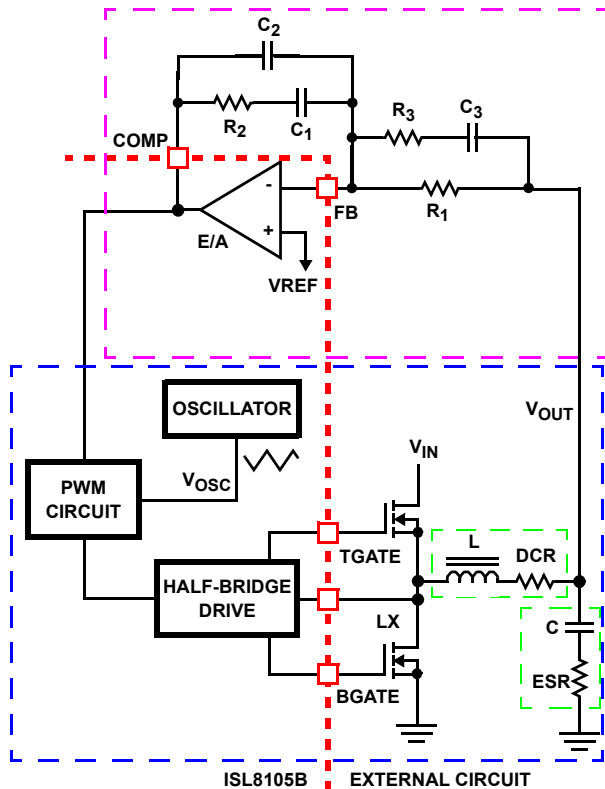 C2
R2
C1
R3
C3
COMP
R1
-
+
E/A
FB
VREF
OSCILLATOR
VOUT
VIN
VOSC
PWM
CIRCUIT
TGATE
L
DCR
HALF-BRIDGE
DRIVE
LX
C
ESR
BGATE
ISL8105B
EXTERNAL CIRCUIT